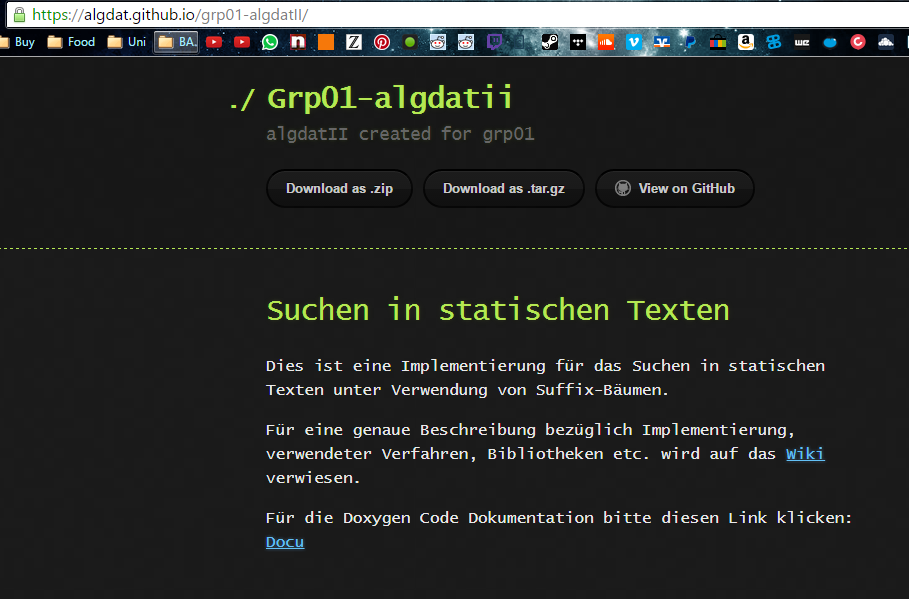 https://algdat.github.io/grp01-algdatII/
Buy Food Uni BA.
./ Grp01-algdatii
algdatII created for grp01
Download as .zip Download as .tar.gz View on GitHub
Suchen in statischen Texten
Dies ist eine Implementierung für das Suchen in statischen
Texten unter Verwendung von Suffix-Bäumen.
Für eine genaue Beschreibung bezüglich Implementierung,
verwendeter Verfahren, Bibliotheken etc. wird auf das Wiki
verwiesen.
Für die Doxygen Code Dokumentation bitte diesen Link klicken:
Docu